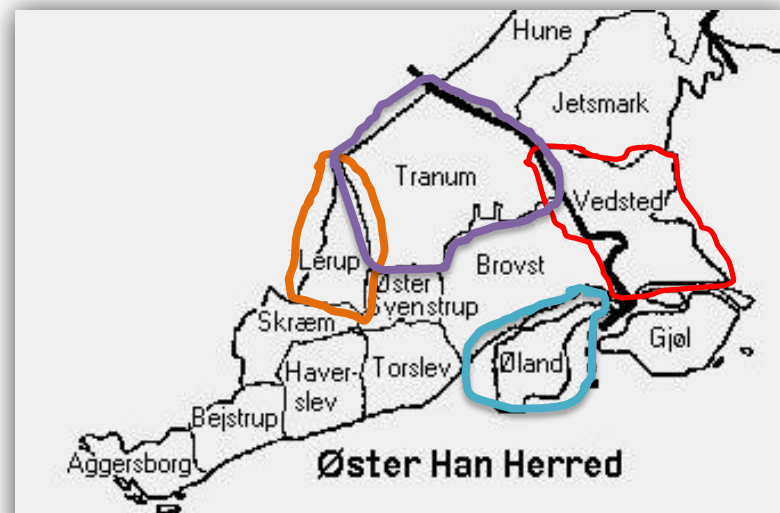 Hune
Jetsmark
Tranum
Vedsted
Lerup
Brovst
Øster
Svenstrup
Skræm
Gjøl
Haver-
slev
Torslev
Øland
Bejstrup
Aggersborg
Øster Han Herred